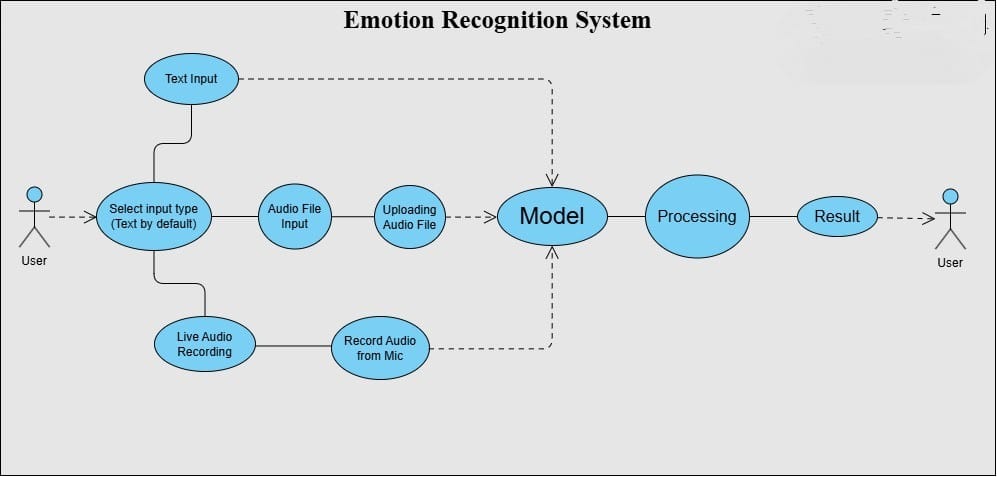 Emotion Recognition System
Text Input
User
Select input type
(Text by default)
Audio File
Input
Uploading
Audio File
Model
Processing
Result
User
Live Audio
Recording
Record Audio
from Mic